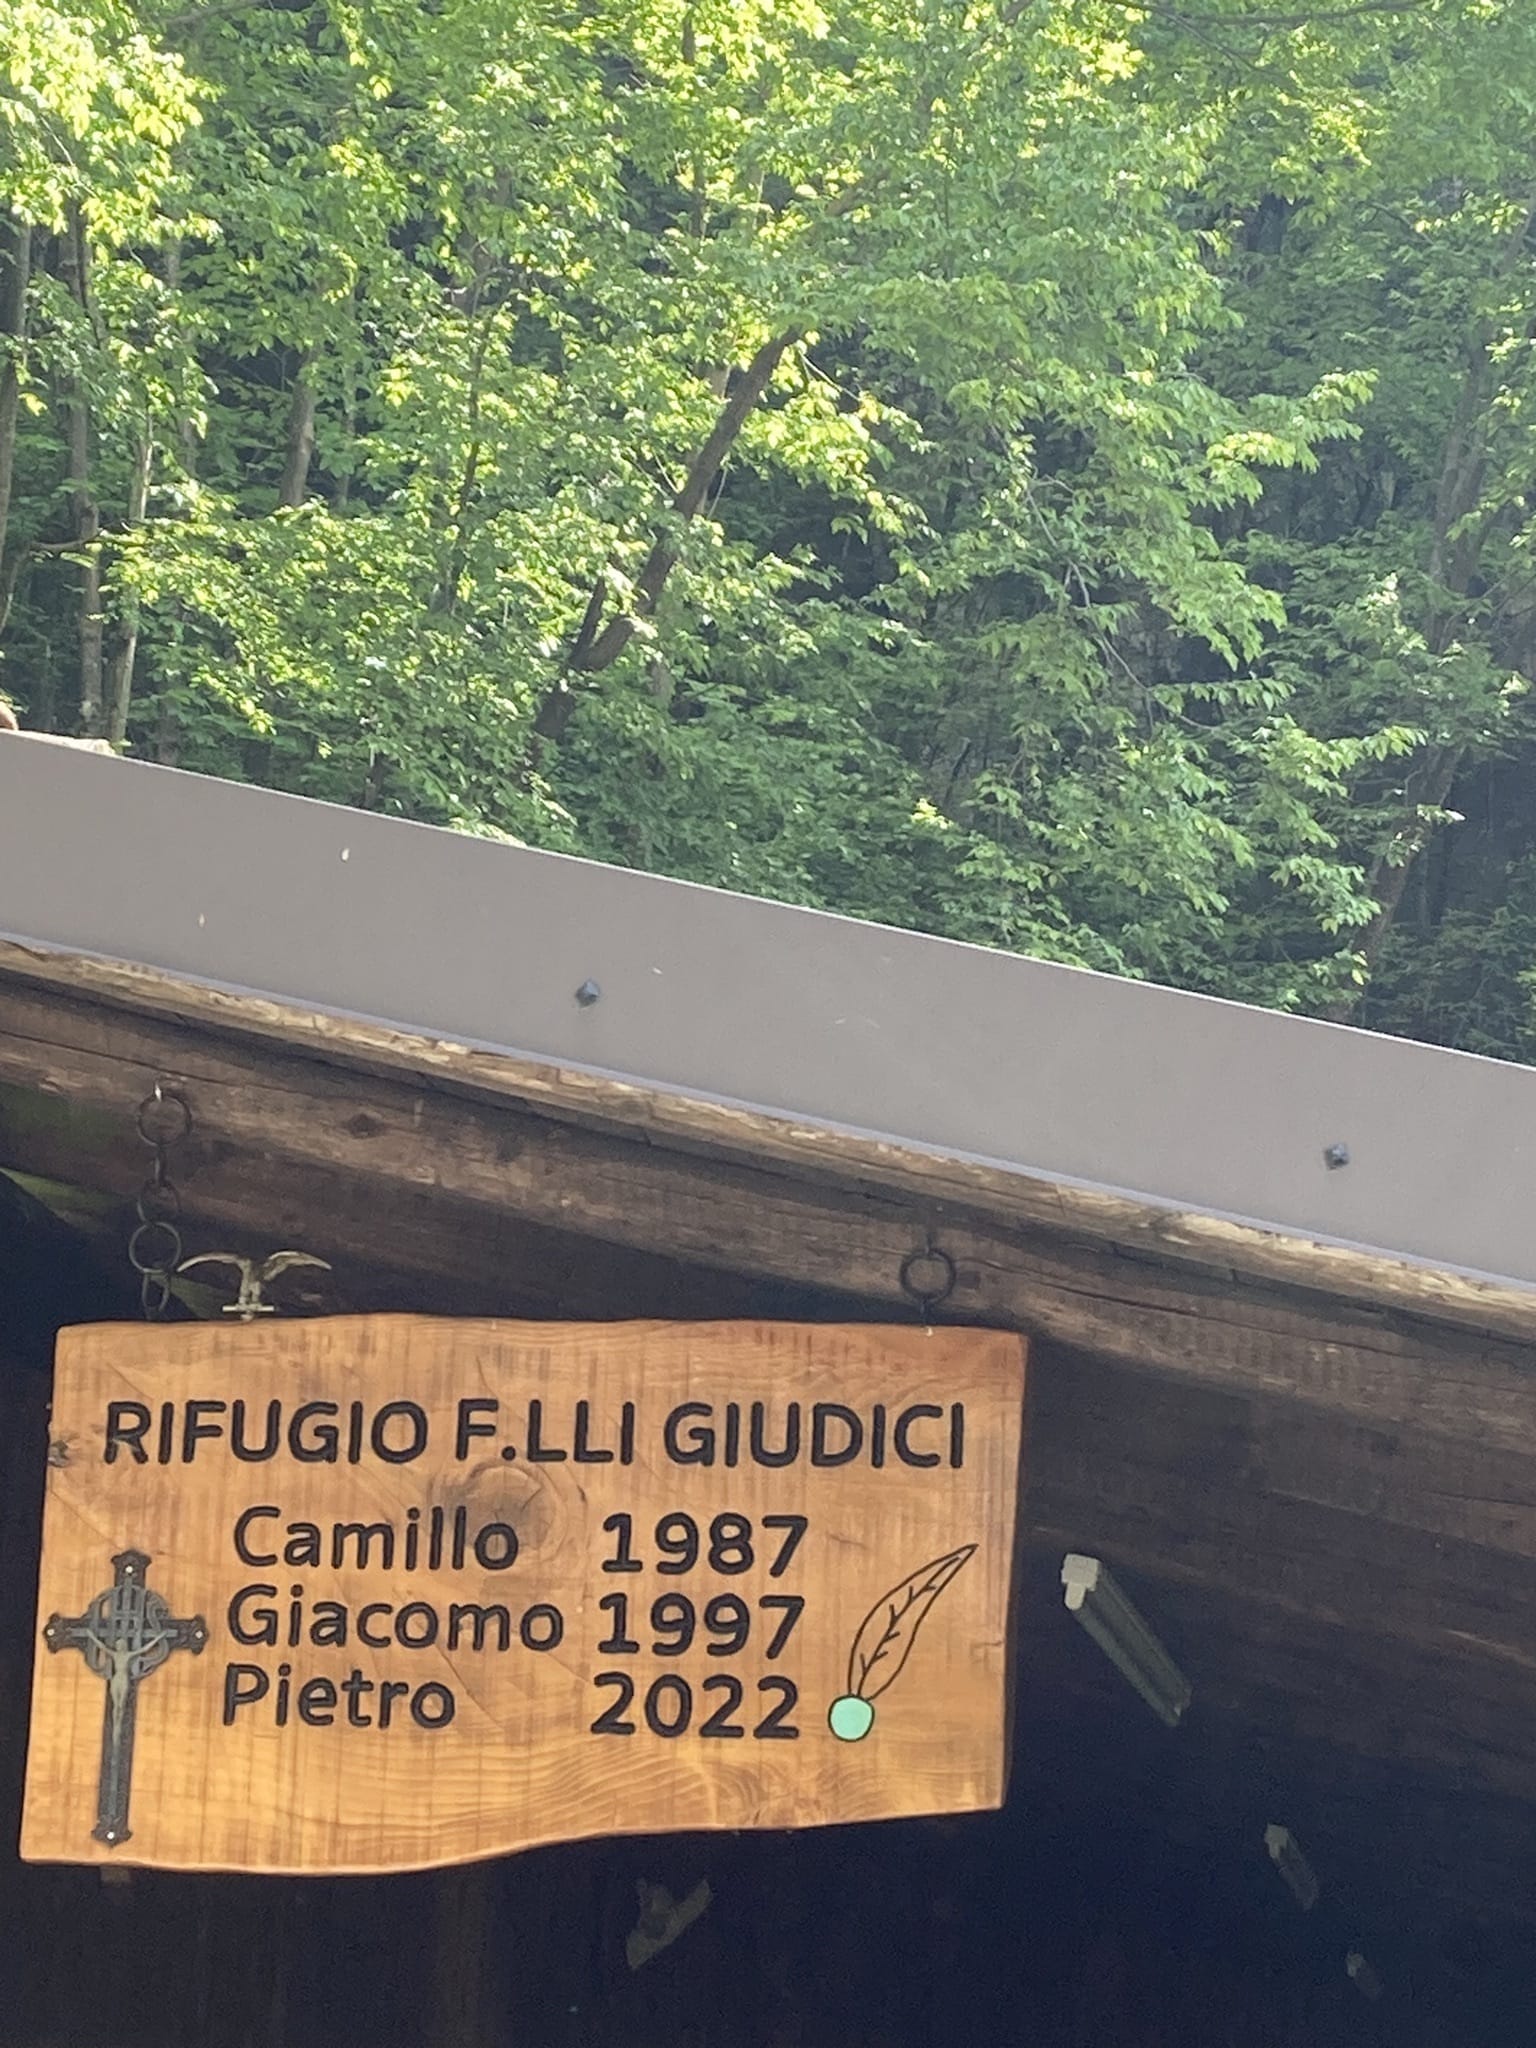 RIFUGIO F.LLI GIUDICI
Camillo 1987
Giacomo 1997
Pietro 2022